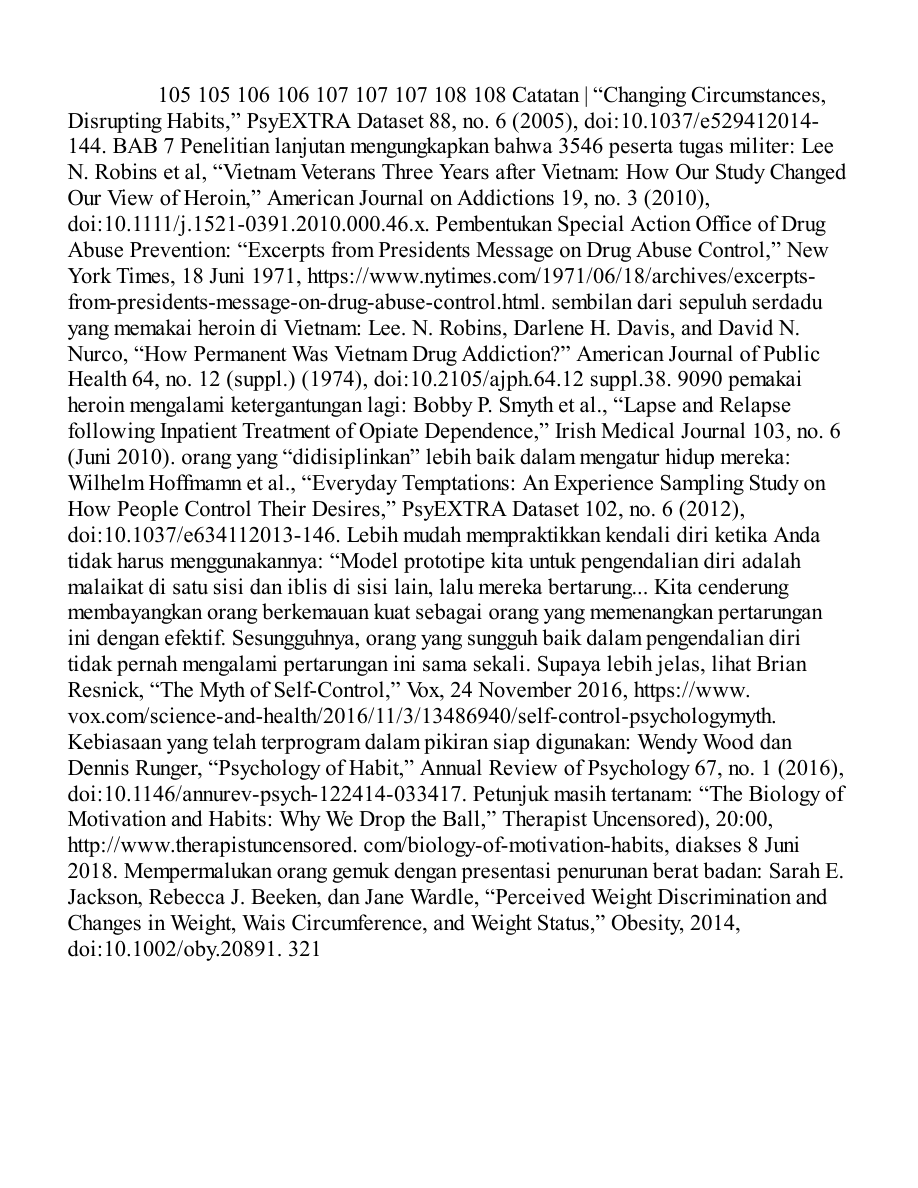 105 105 106 106 107 107 107 108 108 Catatan | “Changing Circumstances,
Disrupting Habits,” PsyEXTRA Dataset 88, no. 6 (2005), doi:10.1037/e529412014-
144. BAB 7 Penelitian lanjutan mengungkapkan bahwa 3546 peserta tugas militer: Lee
N. Robins et al, “Vietnam Veterans Three Years after Vietnam: How Our Study Changed
Our View of Heroin,” American Journal on Addictions 19, no. 3 (2010),
doi:10.1111/j.1521-0391.2010.000.46.x. Pembentukan Special Action Office of Drug
Abuse Prevention: “Excerpts from Presidents Message on Drug Abuse Control,” New
York Times, 18 Juni 1971, https://www.nytimes.com/1971/06/18/archives/excerpts-
from-presidents-message-on-drug-abuse-control.html. sembilan dari sepuluh serdadu
yang memakai heroin di Vietnam: Lee. N. Robins, Darlene H. Davis, and David N.
Nurco, “How Permanent Was Vietnam Drug Addiction?” American Journal of Public
Health 64, no. 12 (suppl.) (1974), doi:10.2105/ajph.64.12 suppl.38. 9090 pemakai
heroin mengalami ketergantungan lagi: Bobby P. Smyth et al., “Lapse and Relapse
following Inpatient Treatment of Opiate Dependence,” Irish Medical Journal 103, no. 6
(Juni 2010). orang yang “didisiplinkan” lebih baik dalam mengatur hidup mereka:
Wilhelm Hoffmamn et al., “Everyday Temptations: An Experience Sampling Study on
How People Control Their Desires,” PsyEXTRA Dataset 102, no. 6 (2012),
doi:10.1037/e634112013-146. Lebih mudah mempraktikkan kendali diri ketika Anda
tidak harus menggunakannya: “Model prototipe kita untuk pengendalian diri adalah
malaikat di satu sisi dan iblis di sisi lain, lalu mereka bertarung... Kita cenderung
membayangkan orang berkemauan kuat sebagai orang yang memenangkan pertarungan
ini dengan efektif. Sesungguhnya, orang yang sungguh baik dalam pengendalian diri
tidak pernah mengalami pertarungan ini sama sekali. Supaya lebih jelas, lihat Brian
Resnick, “The Myth of Self-Control,” Vox, 24 November 2016, https://www.
vox.com/science-and-health/2016/11/3/13486940/self-control-psychologymyth.
Kebiasaan yang telah terprogram dalam pikiran siap digunakan: Wendy Wood dan
Dennis Runger, “Psychology of Habit,” Annual Review of Psychology 67, no. 1 (2016),
doi:10.1146/annurev-psych-122414-033417. Petunjuk masih tertanam: “The Biology of
Motivation and Habits: Why We Drop the Ball,” Therapist Uncensored), 20:00,
http://www.therapistuncensored. com/biology-of-motivation-habits, diakses 8 Juni
2018. Mempermalukan orang gemuk dengan presentasi penurunan berat badan: Sarah E.
Jackson, Rebecca J. Beeken, dan Jane Wardle, “Perceived Weight Discrimination and
Changes in Weight, Wais Circumference, and Weight Status,” Obesity, 2014,
doi:10.1002/oby.20891. 321